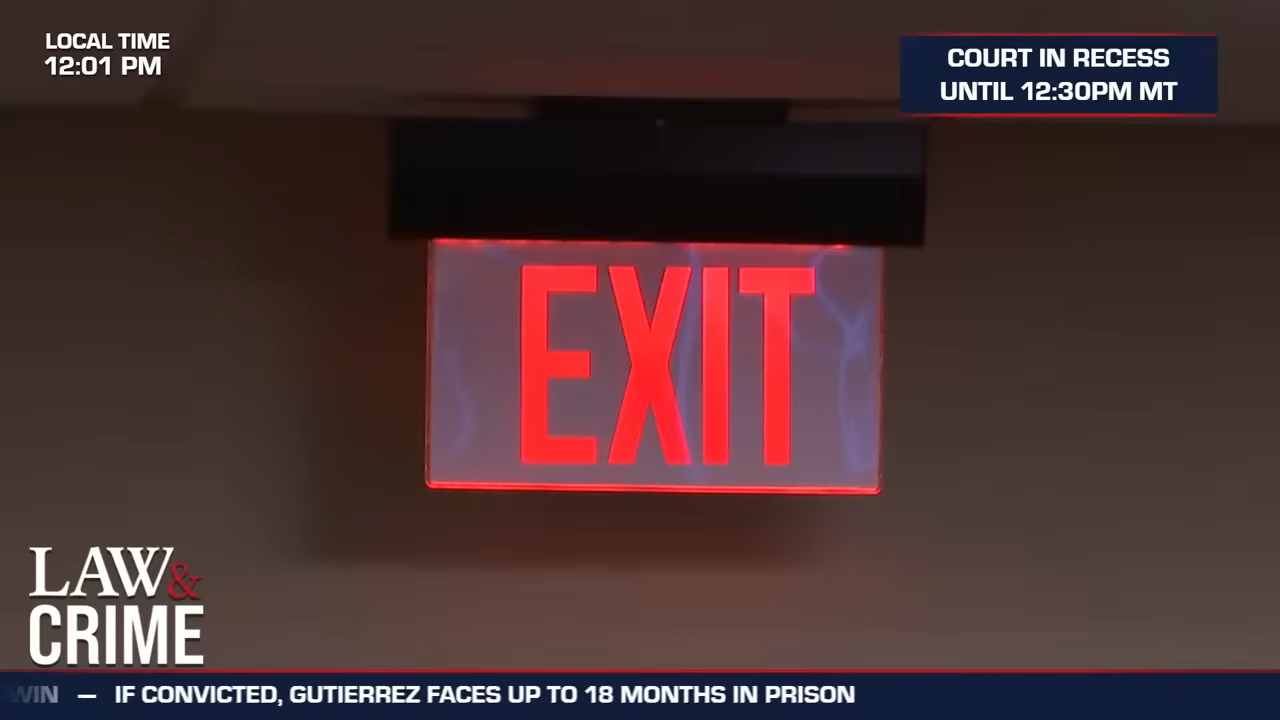 LOCAL TIME
12:01 PM
COURT IN RECESS
UNTIL 12:30PM MT
EXIT
LAW&
CRIME
WIN — IF CONVICTED, GUTIERREZ FACES UP TO 18 MONTHS IN PRISON